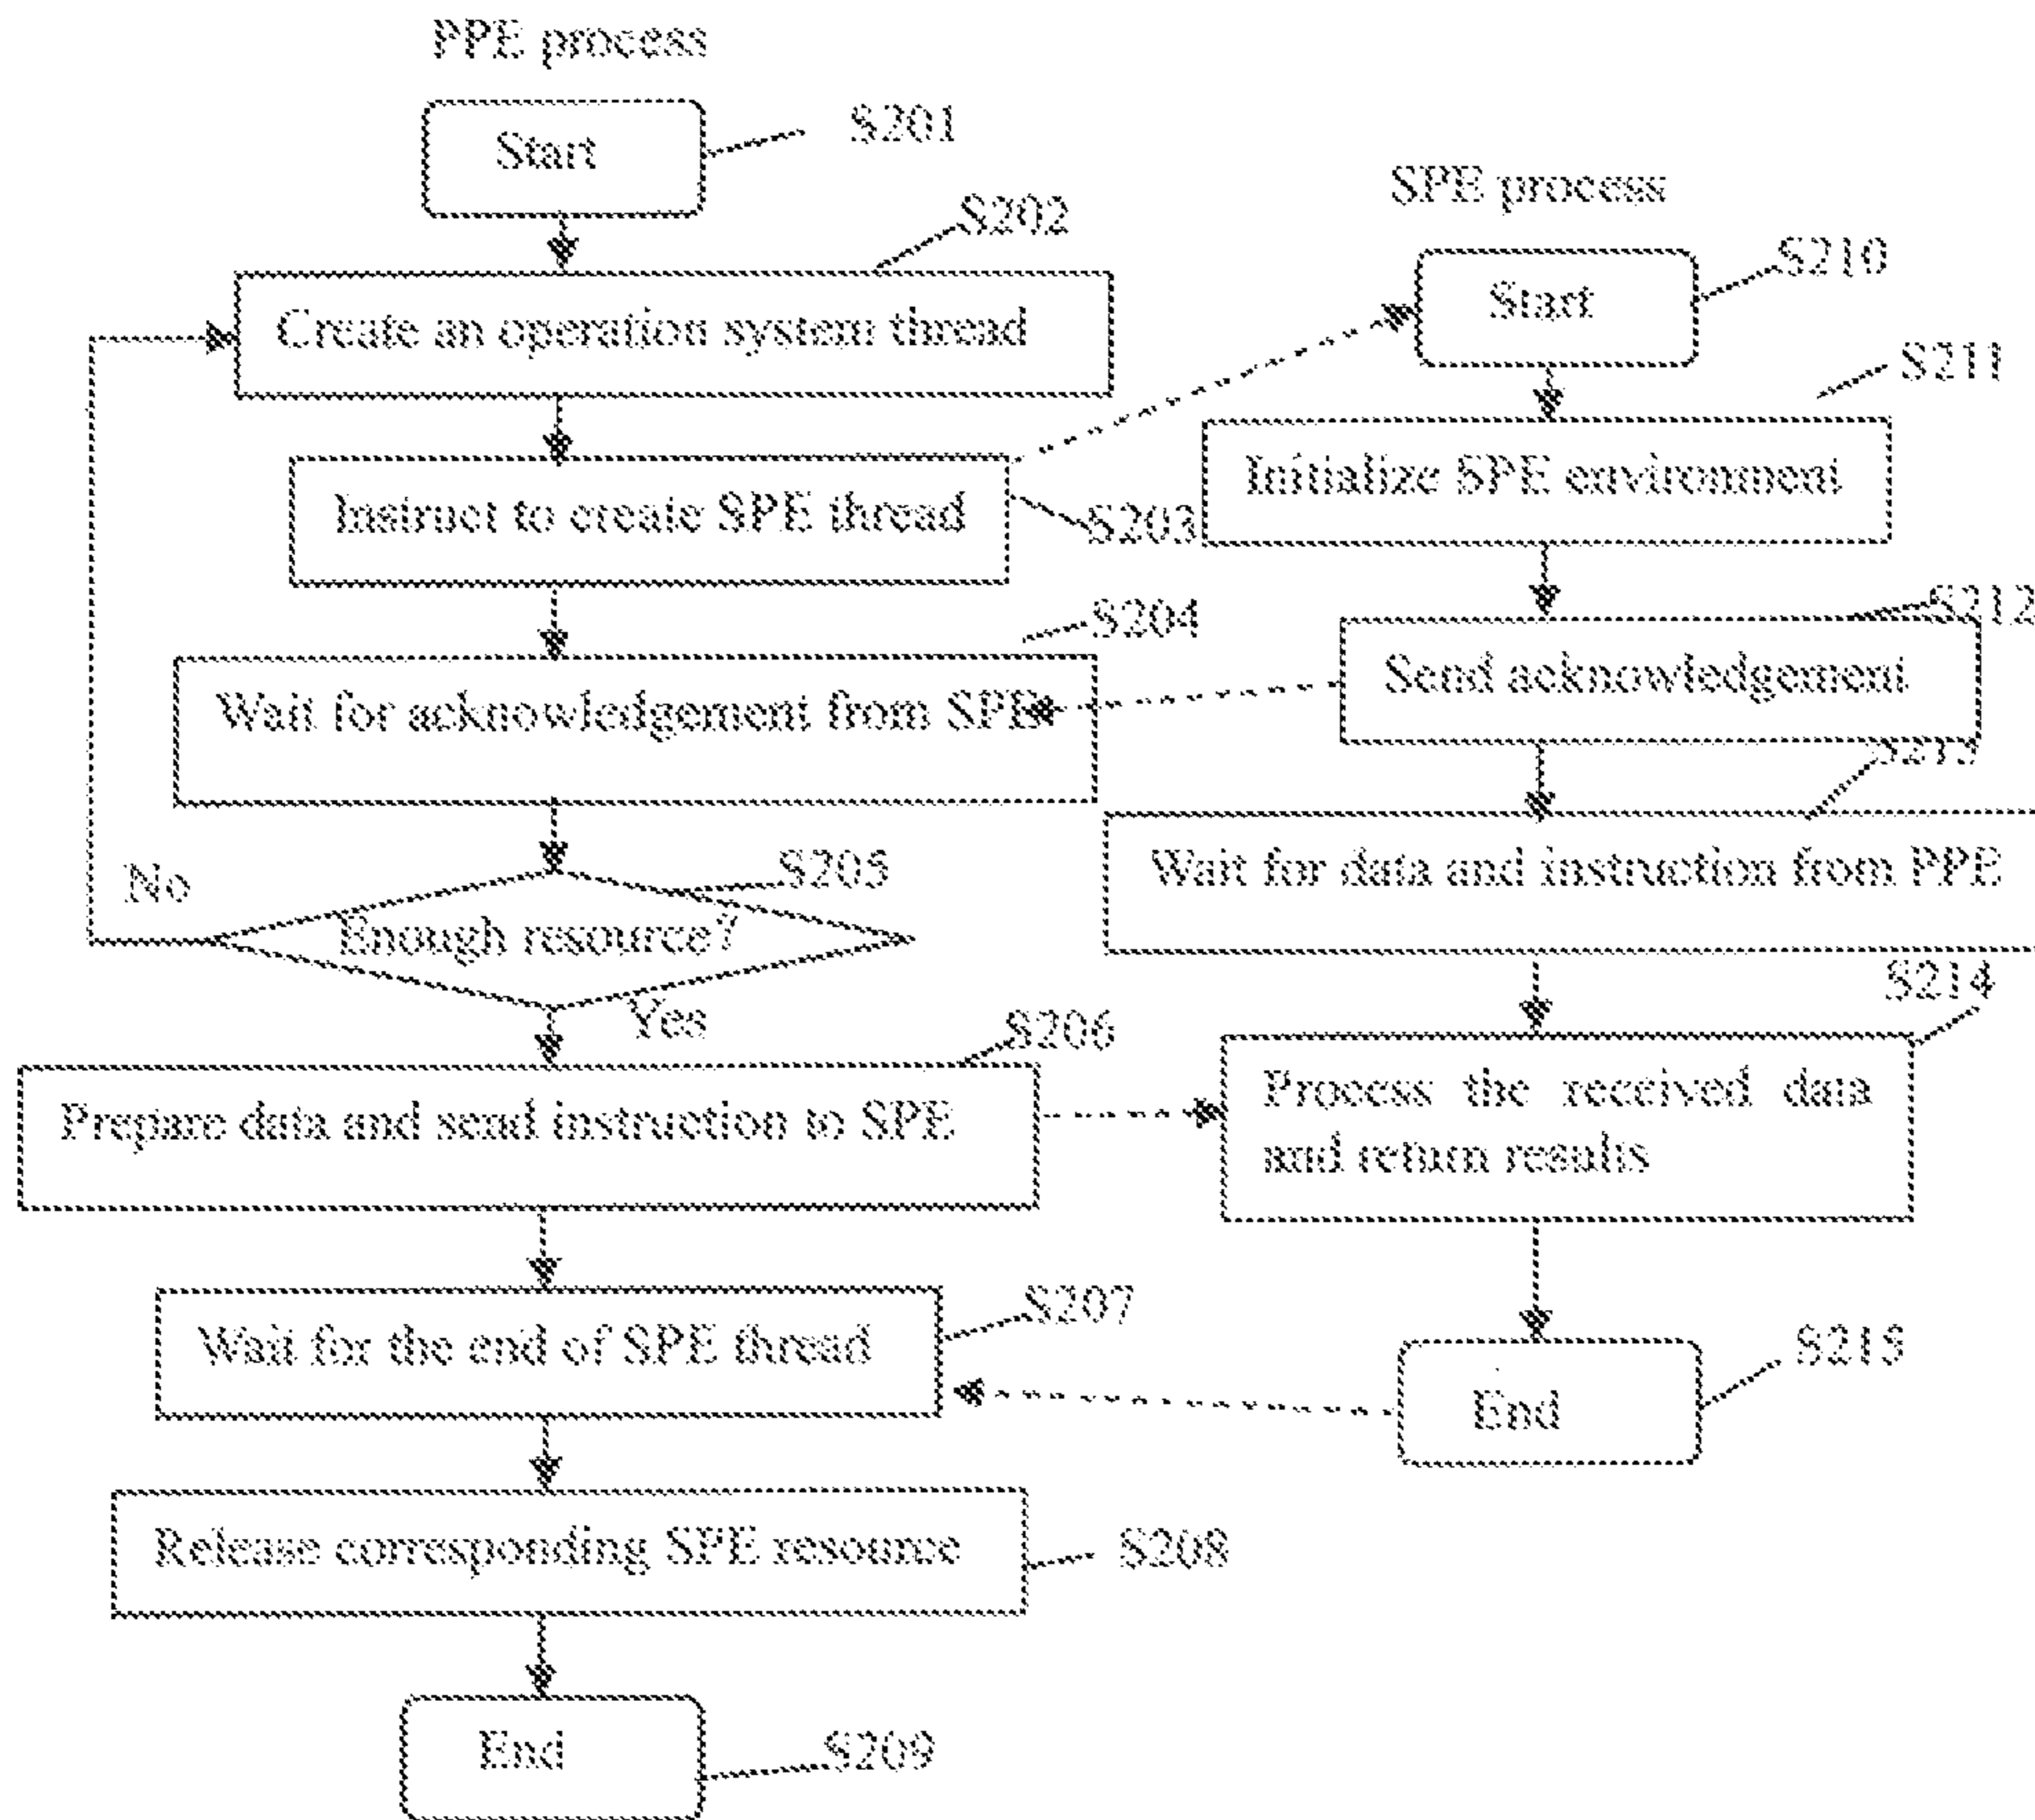 PPE process
Start
S201
S202
Create an operation system thread
Instruct to create SPE thread
S203
S204
Wait for acknowledgement from SPE
No
S205
Enough resource?
Yes
S206
Prepare data and send instruction to SPE
S207
Wait for the end of SPE thread
Release corresponding SPE resource
S208
End
S209
SPE process
S210
Start
S211
Initialize SPE environment
S212
Send acknowledgement
Wait for data and instruction from PPE
S214
Process the received data
and return results
S215
End